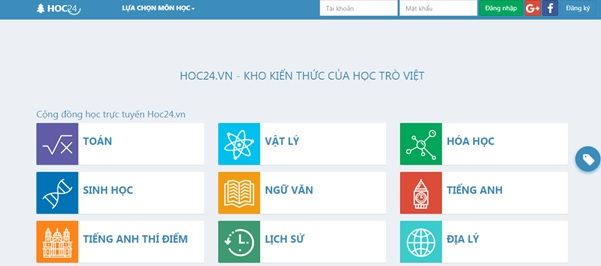 HOC24
LỰA CHỌN MÔN HỌC
Tài khoản
Mật khẩu
Đăng nhập
G+
f
Đăng ký
HOC24.VN - KHO KIẾN THỨC CỦA HỌC TRÒ VIỆT
Cộng đồng học trực tuyến Hoc24.vn
√x
TOÁN
VẬT LÝ
HÓA HỌC
SINH HỌC
NGỮ VĂN
TIẾNG ANH
TIẾNG ANH THÍ ĐIỂM
LỊCH SỬ
ĐỊA LÝ